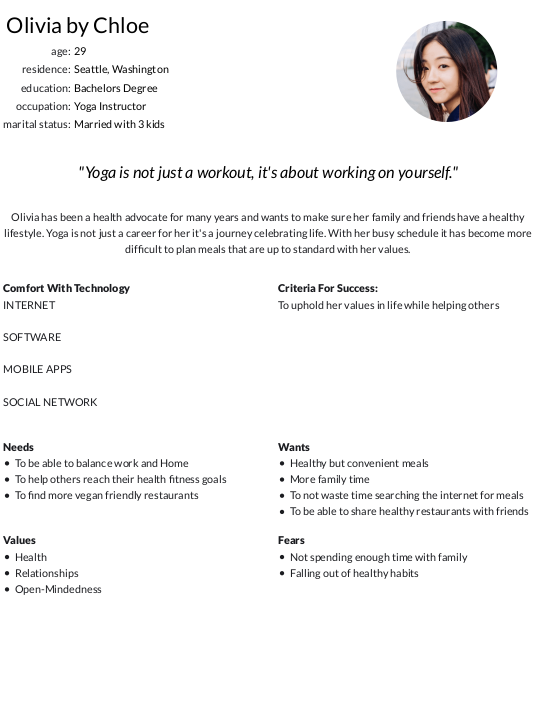 Olivia by Chloe
age: 29
residence: Seattle, Washington
education: Bachelors Degree
occupation: Yoga Instructor
marital status: Married with 3 kids
"Yoga is not just a workout, it's about working on yourself."
Olivia has been a health advocate for many years and wants to make sure her family and friends have a healthy
lifestyle. Yoga is not just a career for her it's a journey celebrating life. With her busy schedule it has become more
difficult to plan meals that are up to standard with her values.
Comfort With Technology
INTERNET
SOFTWARE
MOBILE APPS
SOCIAL NETWORK
Criteria For Success:
To uphold her values in life while helping others
Needs
• To be able to balance work and Home
• To help others reach their health fitness goals
• To find more vegan friendly restaurants
Wants
• Healthy but convenient meals
• More family time
• To not waste time searching the internet for meals
• To be able to share healthy restaurants with friends
Values
• Health
• Relationships
• Open-Mindedness
Fears
• Not spending enough time with family
• Falling out of healthy habits